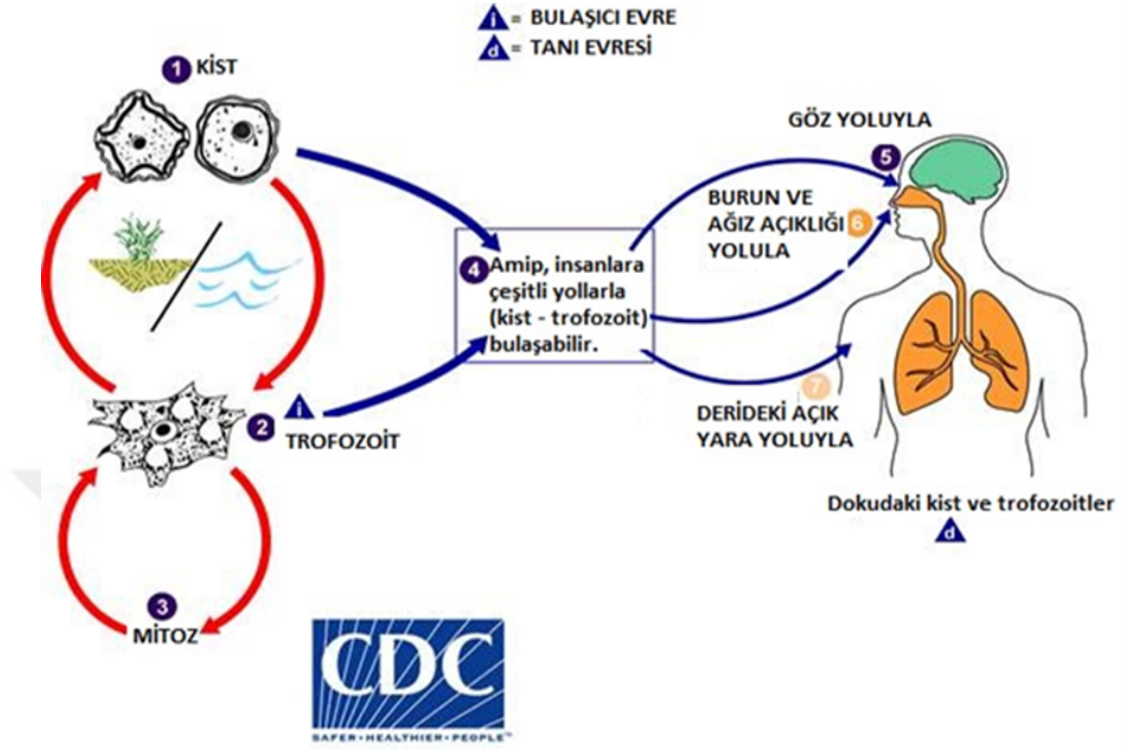 i = BULAŞICI EVRE
d = TANI EVRESİ
1 KİST
GÖZ YOLUYLA
5
BURUN VE
AĞIZ AÇIKLIĞI 6
YOLULA
4 Amip, insanlara
çeşitli yollarla
(kist - trofozoit)
bulaşabilir.
7
DERİDEKİ AÇIK
YARA YOLUYLA
2 i
TROFOZOİT
Dokudaki kist ve trofozoitler
d
3
MİTOZ
CDC
SAFER • HEALTHIER • PEOPLE™